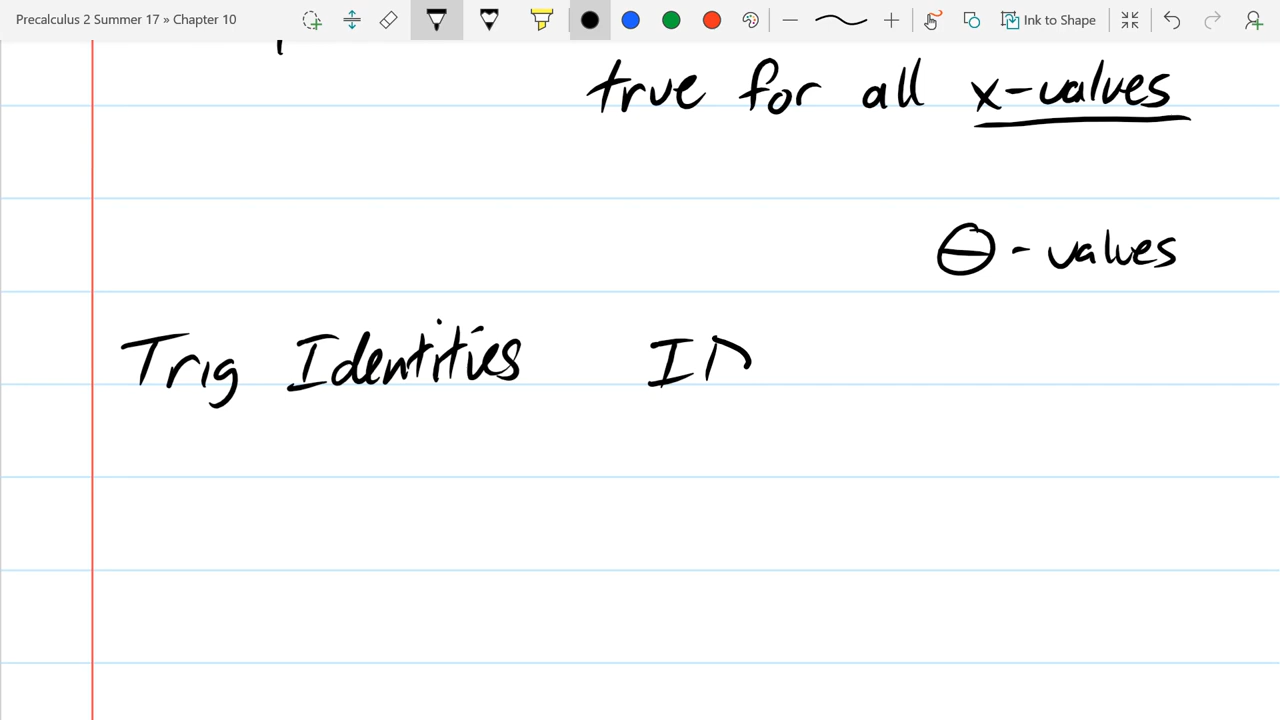 Precalculus 2 Summer 17 » Chapter 10 Ink to Shape
true for all x-values
θ - values
Trig Identities